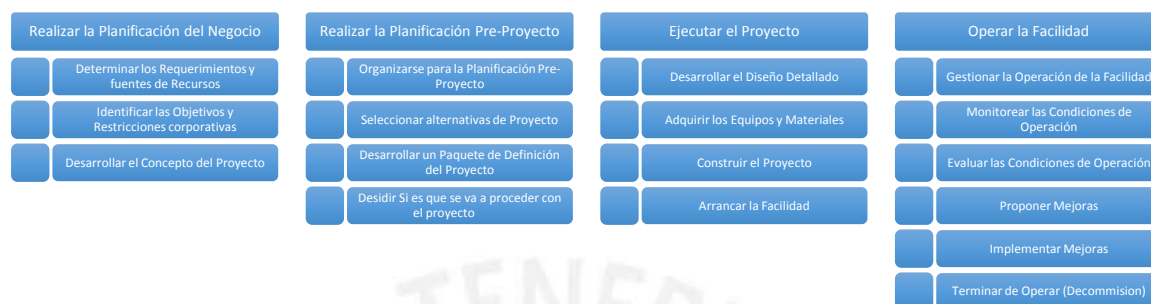 Realizar la Planificación del Negocio
Determinar los Requerimientos y
fuentes de Recursos
Identificar las Objetivos y
Restricciones corporativas
Desarrollar el Concepto del Proyecto
Realizar la Planificación Pre-Proyecto
Organizarse para la Planificación Pre-
Proyecto
Seleccionar alternativas de Proyecto
Desarrollar un Paquete de Definición
del Proyecto
Desidir Si es que se va a proceder con
el proyecto
Ejecutar el Proyecto
Desarrollar el Diseño Detallado
Adquirir los Equipos y Materiales
Construir el Proyecto
Arrancar la Facilidad
Operar la Facilidad
Gestionar la Operación de la Facilidad
Monitorear las Condiciones de
Operación
Evaluar las Condiciones de Operación
Proponer Mejoras
Implementar Mejoras
Terminar de Operar (Decommision)